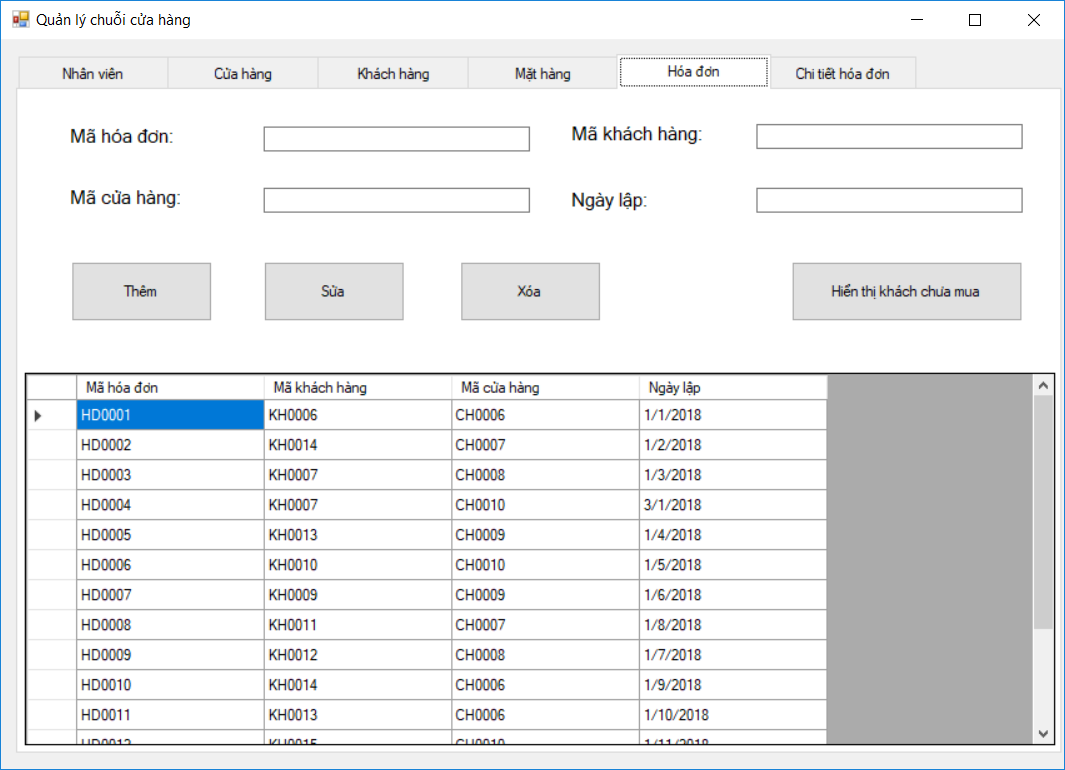 Quản lý chuỗi cửa hàng
Nhân viên Cửa hàng Khách hàng Mặt hàng Hóa đơn Chi tiết hóa đơn
Mã hóa đơn: Mã khách hàng:
Mã cửa hàng: Ngày lập:
Thêm Sửa Xóa Hiển thị khách chưa mua
Mã hóa đơn Mã khách hàng Mã cửa hàng Ngày lập
HD0001 KH0006 CH0006 1/1/2018
HD0002 KH0014 CH0007 1/2/2018
HD0003 KH0007 CH0008 1/3/2018
HD0004 KH0007 CH0010 3/1/2018
HD0005 KH0013 CH0009 1/4/2018
HD0006 KH0010 CH0010 1/5/2018
HD0007 KH0009 CH0009 1/6/2018
HD0008 KH0011 CH0007 1/8/2018
HD0009 KH0012 CH0008 1/7/2018
HD0010 KH0014 CH0006 1/9/2018
HD0011 KH0013 CH0006 1/10/2018